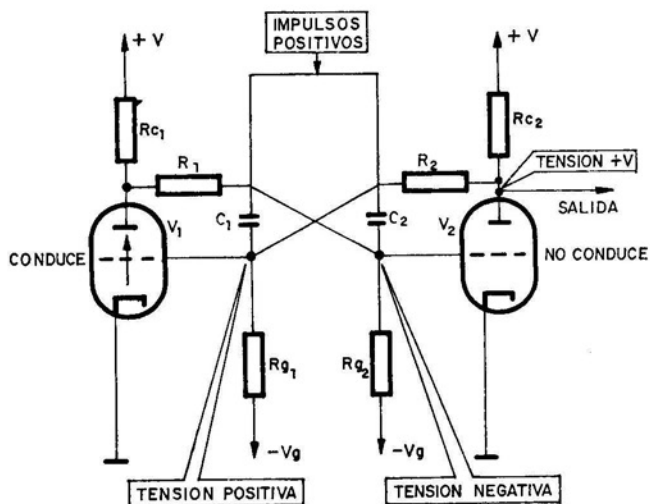 IMPULSOS
POSITIVOS
+ V
+ V
Rc1
Rc2
R1
R2
TENSION +V
SALIDA
C1
C2
V1
V2
CONDUCE
NO CONDUCE
Rg1
Rg2
-Vg
-Vg
TENSION POSITIVA
TENSION NEGATIVA